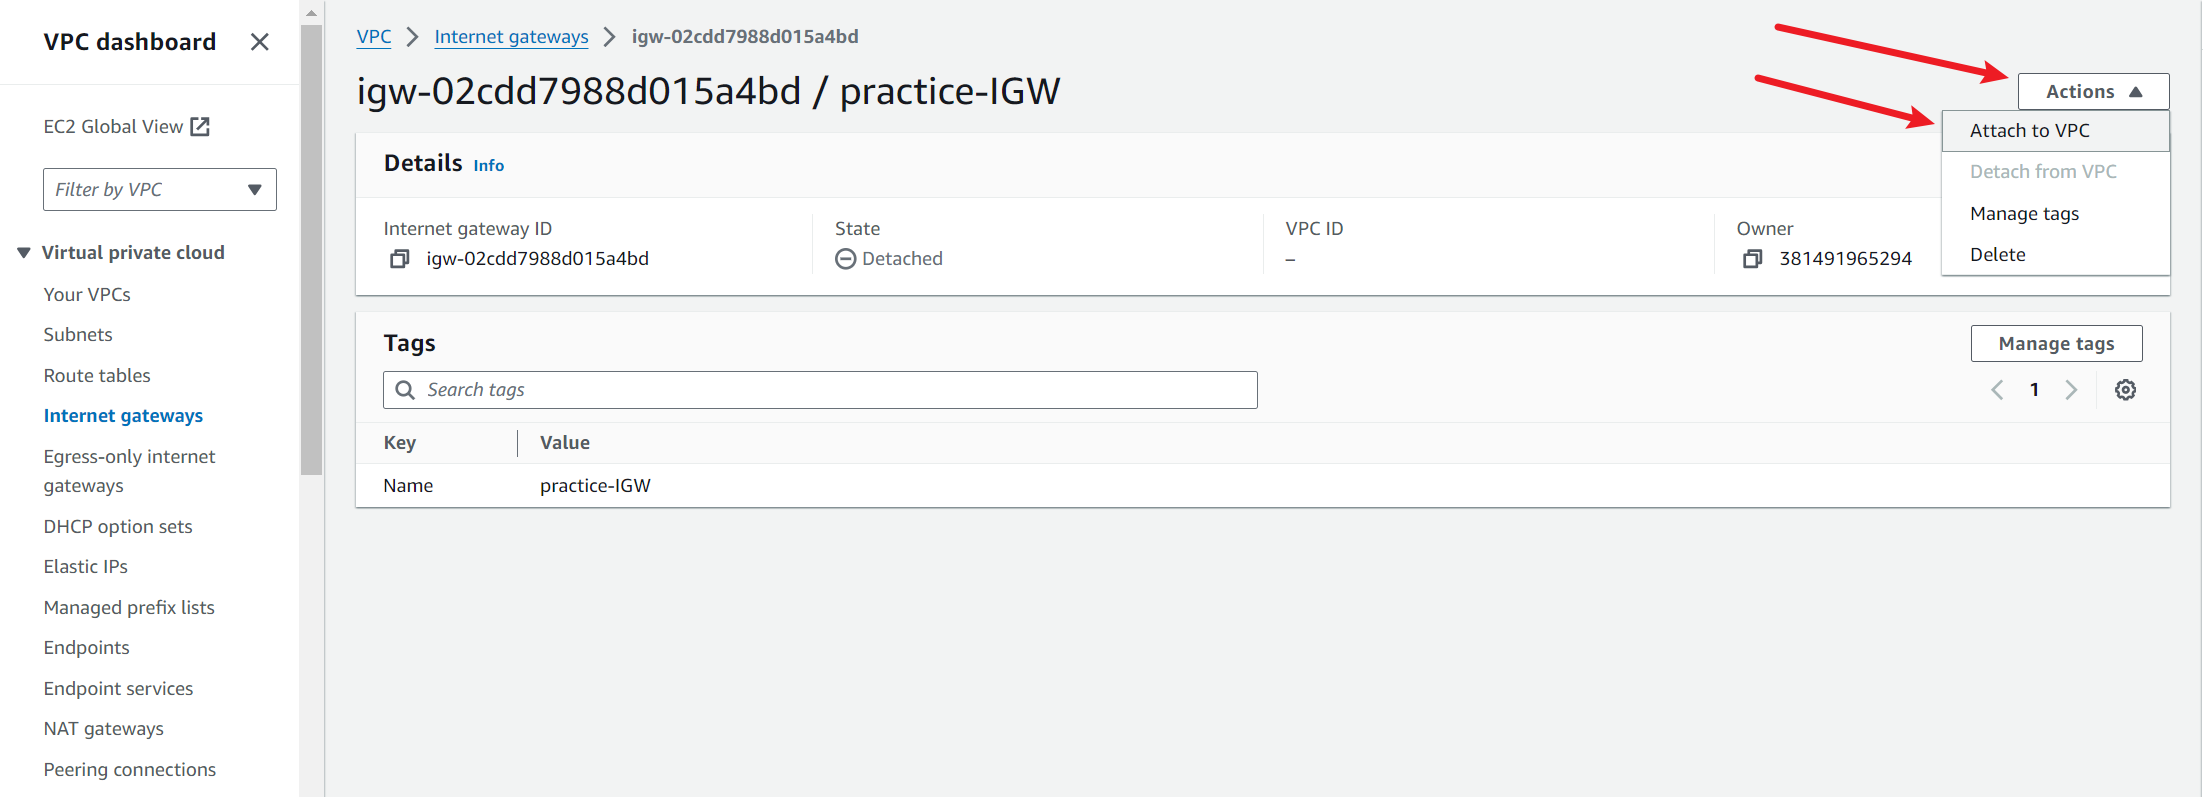 VPC dashboard
EC2 Global View
Filter by VPC
Virtual private cloud
Your VPCs
Subnets
Route tables
Internet gateways
Egress-only internet
gateways
DHCP option sets
Elastic IPs
Managed prefix lists
Endpoints
Endpoint services
NAT gateways
Peering connections
VPC > Internet gateways > igw-02cdd7988d015a4bd
igw-02cdd7988d015a4bd / practice-IGW
Actions
Attach to VPC
Detach from VPC
Manage tags
Delete
Details Info
Internet gateway ID
igw-02cdd7988d015a4bd
State
Detached
VPC ID
–
Owner
381491965294
Tags
Manage tags
Search tags
1
Key Value
Name practice-IGW